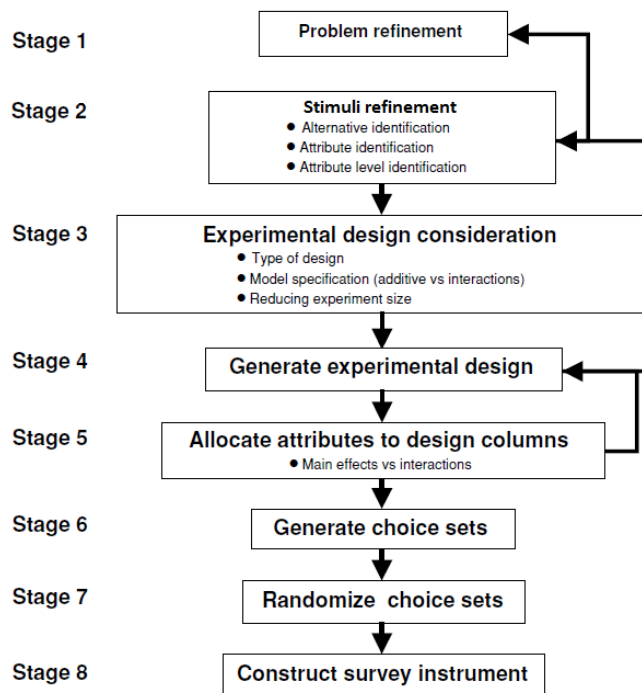 Stage 1
Problem refinement
Stage 2
Stimuli refinement
● Alternative identification
● Attribute identification
● Attribute level identification
Stage 3
Experimental design consideration
● Type of design
● Model specification (additive vs interactions)
● Reducing experiment size
Stage 4
Generate experimental design
Stage 5
Allocate attributes to design columns
● Main effects vs interactions
Stage 6
Generate choice sets
Stage 7
Randomize choice sets
Stage 8
Construct survey instrument